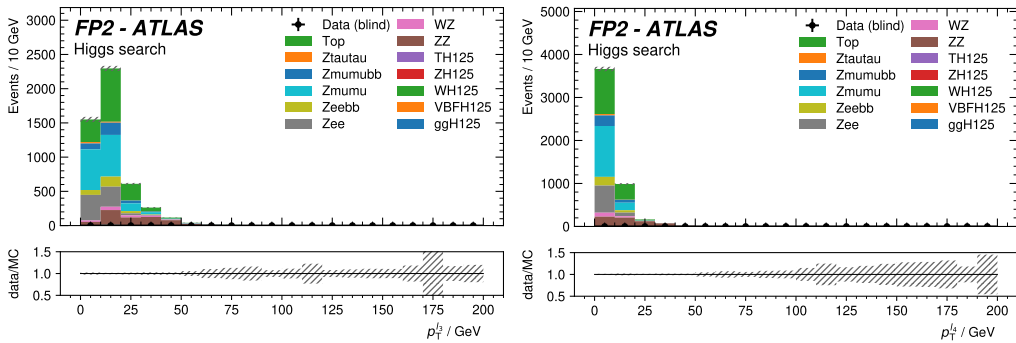 FP2 - ATLAS
Higgs search
Data (blind)
Top
Ztautau
Zmumubb
Zmumu
Zeebb
Zee
WZ
ZZ
TH125
ZH125
WH125
VBFH125
ggH125
Events / 10 GeV
3000
2500
2000
1500
1000
500
0
data/MC
1.5
1.0
0.5
0 25 50 75 100 125 150 175 200
p_T^{l_3} / GeV
FP2 - ATLAS
Higgs search
Data (blind)
Top
Ztautau
Zmumubb
Zmumu
Zeebb
Zee
WZ
ZZ
TH125
ZH125
WH125
VBFH125
ggH125
Events / 10 GeV
5000
4000
3000
2000
1000
0
data/MC
1.5
1.0
0.5
0 25 50 75 100 125 150 175 200
p_T^{l_4} / GeV